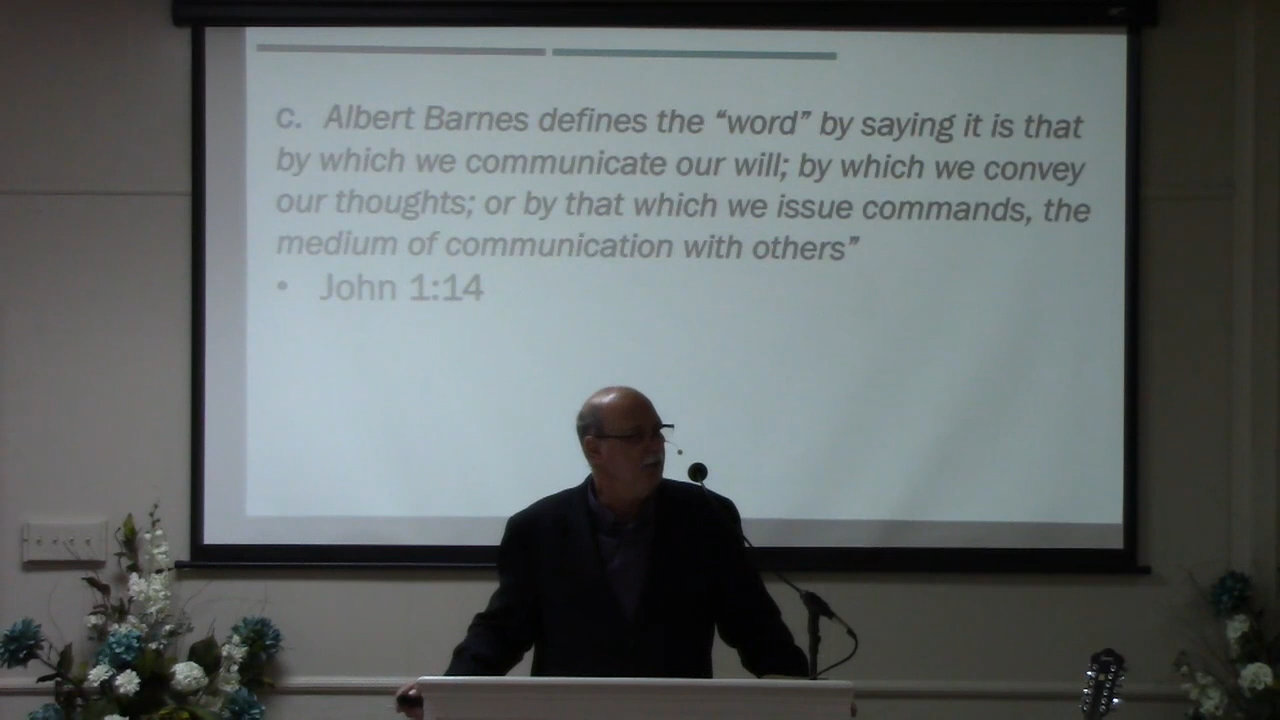 c. Albert Barnes defines the “word” by saying it is that
by which we communicate our will; by which we convey
our thoughts; or by that which we issue commands, the
medium of communication with others”
• John 1:14